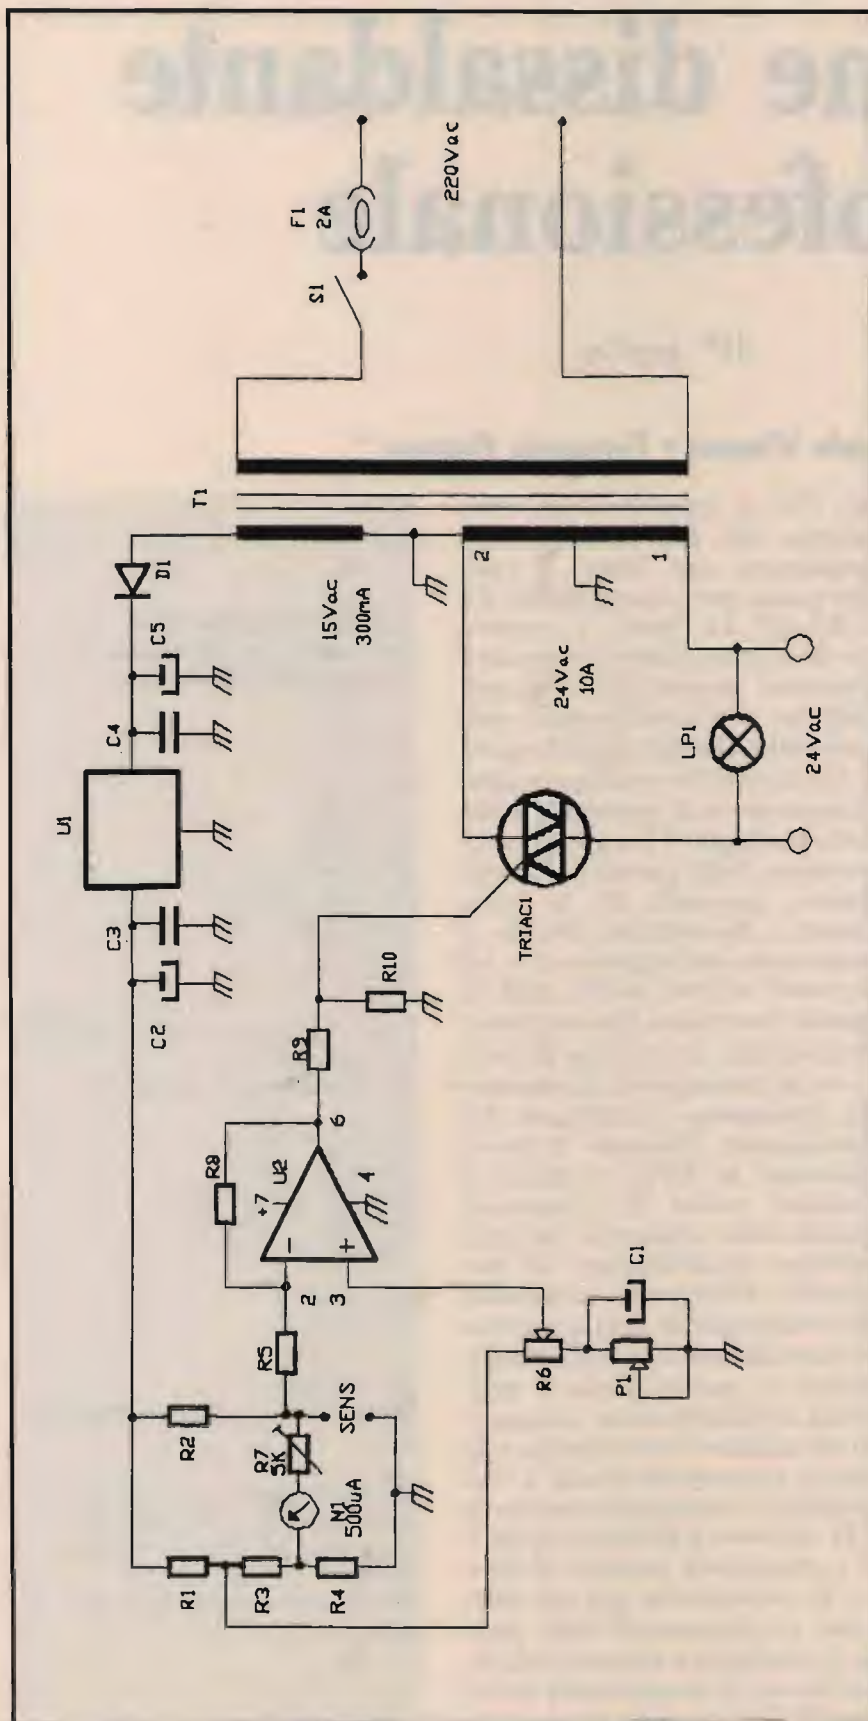 220Vac
F1
2A
S1
T1
D1
15Vac
300mA
C5
C4
U1
C3
C2
2
1
24Vac
10A
LP1
24Vac
TRIAC1
R10
R9
R8
6
U2
+7
4
-
+
2
3
R5
R2
SENS
R7
5K
M1
500uA
R1
R3
R4
R6
P1
C1